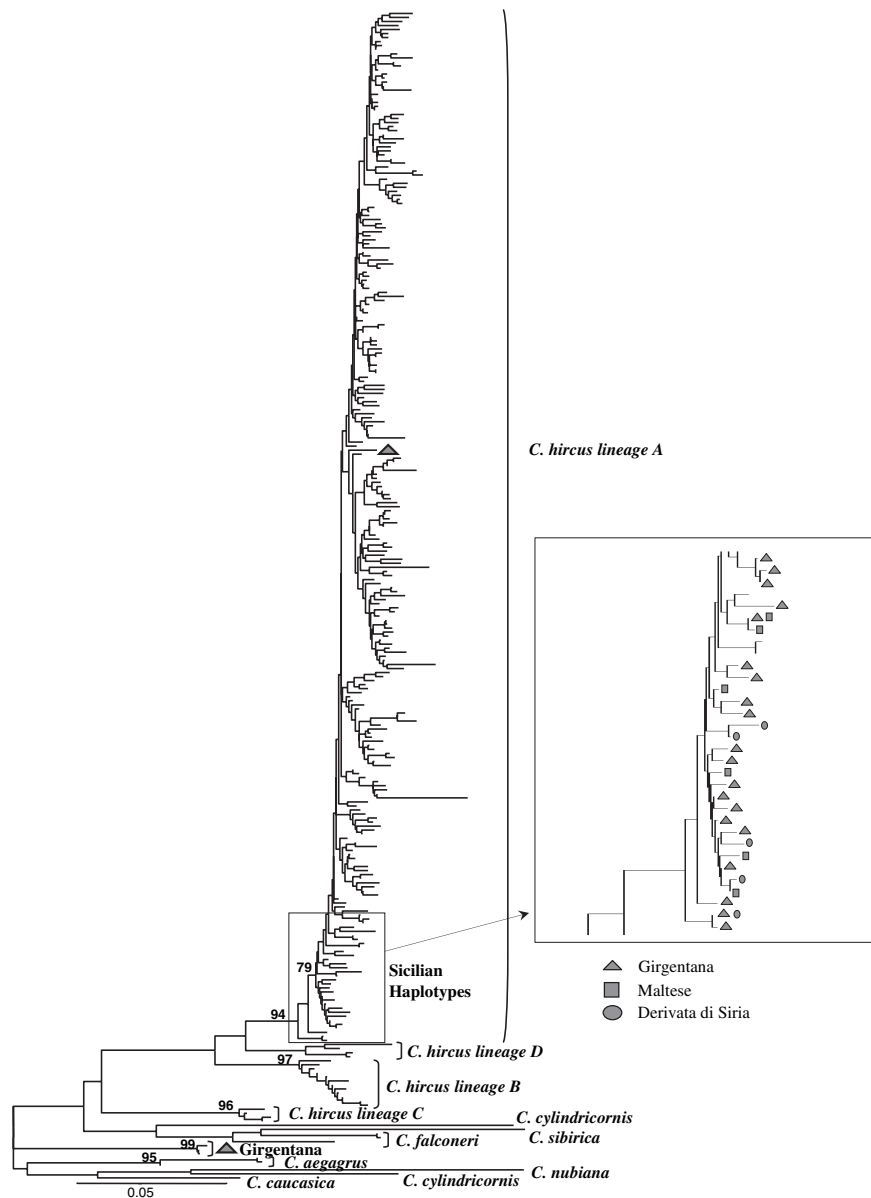 C. hircus lineage A
79
Sicilian
Haplotypes
Girgentana
Maltese
Derivata di Siria
94
C. hircus lineage D
97
C. hircus lineage B
96
C. hircus lineage C
C. cylindricornis
C. falconeri
C. sibirica
99
Girgentana
95
C. aegagrus
C. nubiana
C. caucasica
C. cylindricornis
0.05